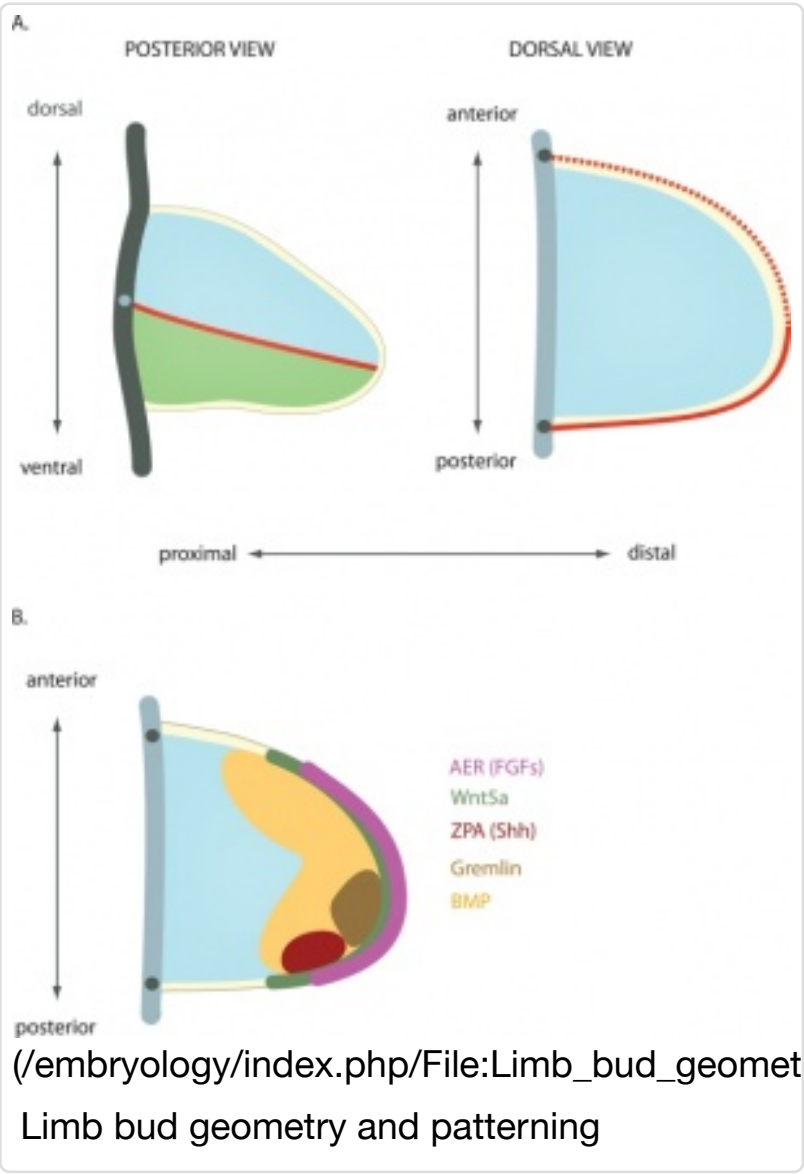 A.
POSTERIOR VIEW
DORSAL VIEW
dorsal
ventral
anterior
posterior
proximal
distal
B.
anterior
posterior
AER (FGFs)
Wnt5a
ZPA (Shh)
Gremlin
BMP
(/embryology/index.php/File:Limb_bud_geomet
Limb bud geometry and patterning